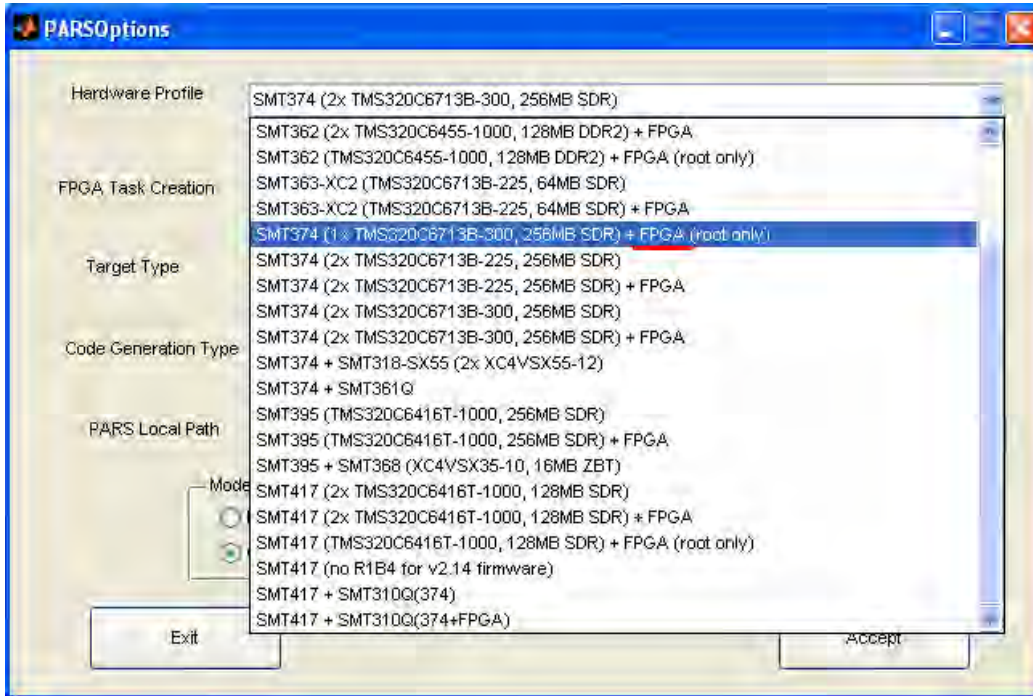 PARSOptions
Hardware Profile
SMT374 (2x TMS320C6713B-300, 256MB SDR)
SMT362 (2x TMS320C6455-1000, 128MB DDR2) + FPGA
SMT362 (TMS320C6455-1000, 128MB DDR2) + FPGA (root only)
FPGA Task Creation
SMT363-XC2 (TMS320C6713B-225, 64MB SDR)
SMT363-XC2 (TMS320C6713B-225, 64MB SDR) + FPGA
SMT374 (1x TMS320C6713B-300, 256MB SDR) + FPGA (root only)
Target Type
SMT374 (2x TMS320C6713B-225, 256MB SDR)
SMT374 (2x TMS320C6713B-225, 256MB SDR) + FPGA
SMT374 (2x TMS320C6713B-300, 256MB SDR)
SMT374 (2x TMS320C6713B-300, 256MB SDR) + FPGA
Code Generation Type
SMT374 + SMT318-SX55 (2x XC4VSX55-12)
SMT374 + SMT361Q
SMT395 (TMS320C6416T-1000, 256MB SDR)
PARS Local Path
SMT395 (TMS320C6416T-1000, 256MB SDR) + FPGA
SMT395 + SMT368 (XC4VSX35-10, 16MB ZBT)
Mode
SMT417 (2x TMS320C6416T-1000, 128MB SDR)
SMT417 (2x TMS320C6416T-1000, 128MB SDR) + FPGA
SMT417 (TMS320C6416T-1000, 128MB SDR) + FPGA (root only)
SMT417 (no R1B4 for v2.14 firmware)
SMT417 + SMT310Q(374)
SMT417 + SMT310Q(374+FPGA)
Exit
Accept